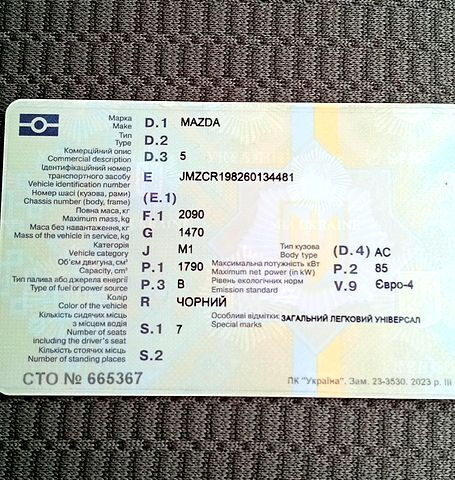 Марка
Make D.1 MAZDA
Тип
Type D.2
Комерційний опис
Commercial description D.3 5
Ідентифікаційний номер
транспортного засобу E JMZCR198260134481
Vehicle identification number
Номер шасі (кузова, рами) (E.1)
Chassis number (body, frame)
Повна маса, кг F.1 2090
Maximum mass, kg
Маса без навантаження, кг G 1470
Mass of the vehicle in service, kg
Категорія J M1 Тип кузова (D.4) AC
Vehicle category Body type
Об'єм двигуна, см³ P.1 1790 Максимальна потужність кВт P.2 85
Capacity, cm³ Maximum net power (in kW)
Тип палива або джерела енергії P.3 B Рівень екологічних норм V.9 Євро-4
Type of fuel or power source Emission standard
Колір R ЧОРНИЙ
Color of the vehicle
Кількість сидячих місць Особливі відмітки: ЗАГАЛЬНИЙ ЛЕГКОВИЙ УНІВЕРСАЛ
з місцем водія S.1 7 Special marks
Number of seats
including the driver's seat
Кількість стоячих місць S.2
Number of standing places
СТО № 665367
ПК "Україна". Зам. 23-3530. 2023 р. III